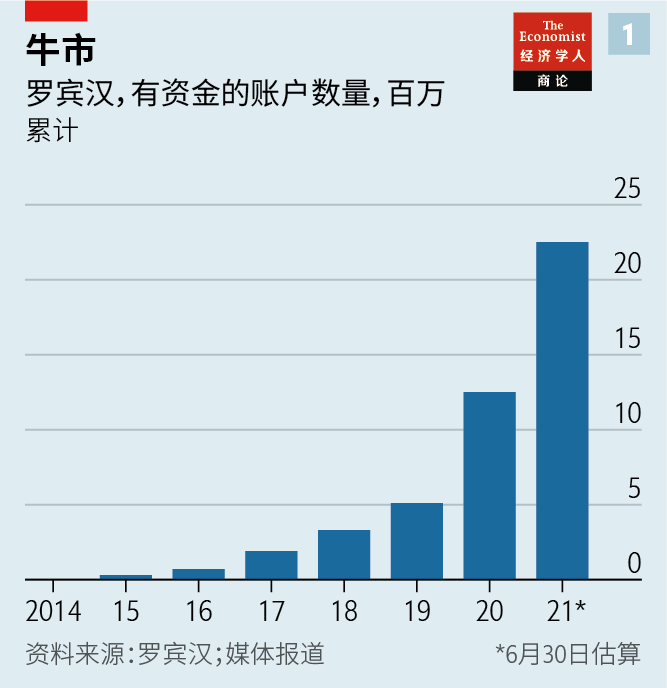 牛市
罗宾汉，有资金的账户数量，百万
累计
The
Economist
经济学人
商论
1
25
20
15
10
5
0
2014 15 16 17 18 19 20 21*
资料来源：罗宾汉；媒体报道
*6月30日估算